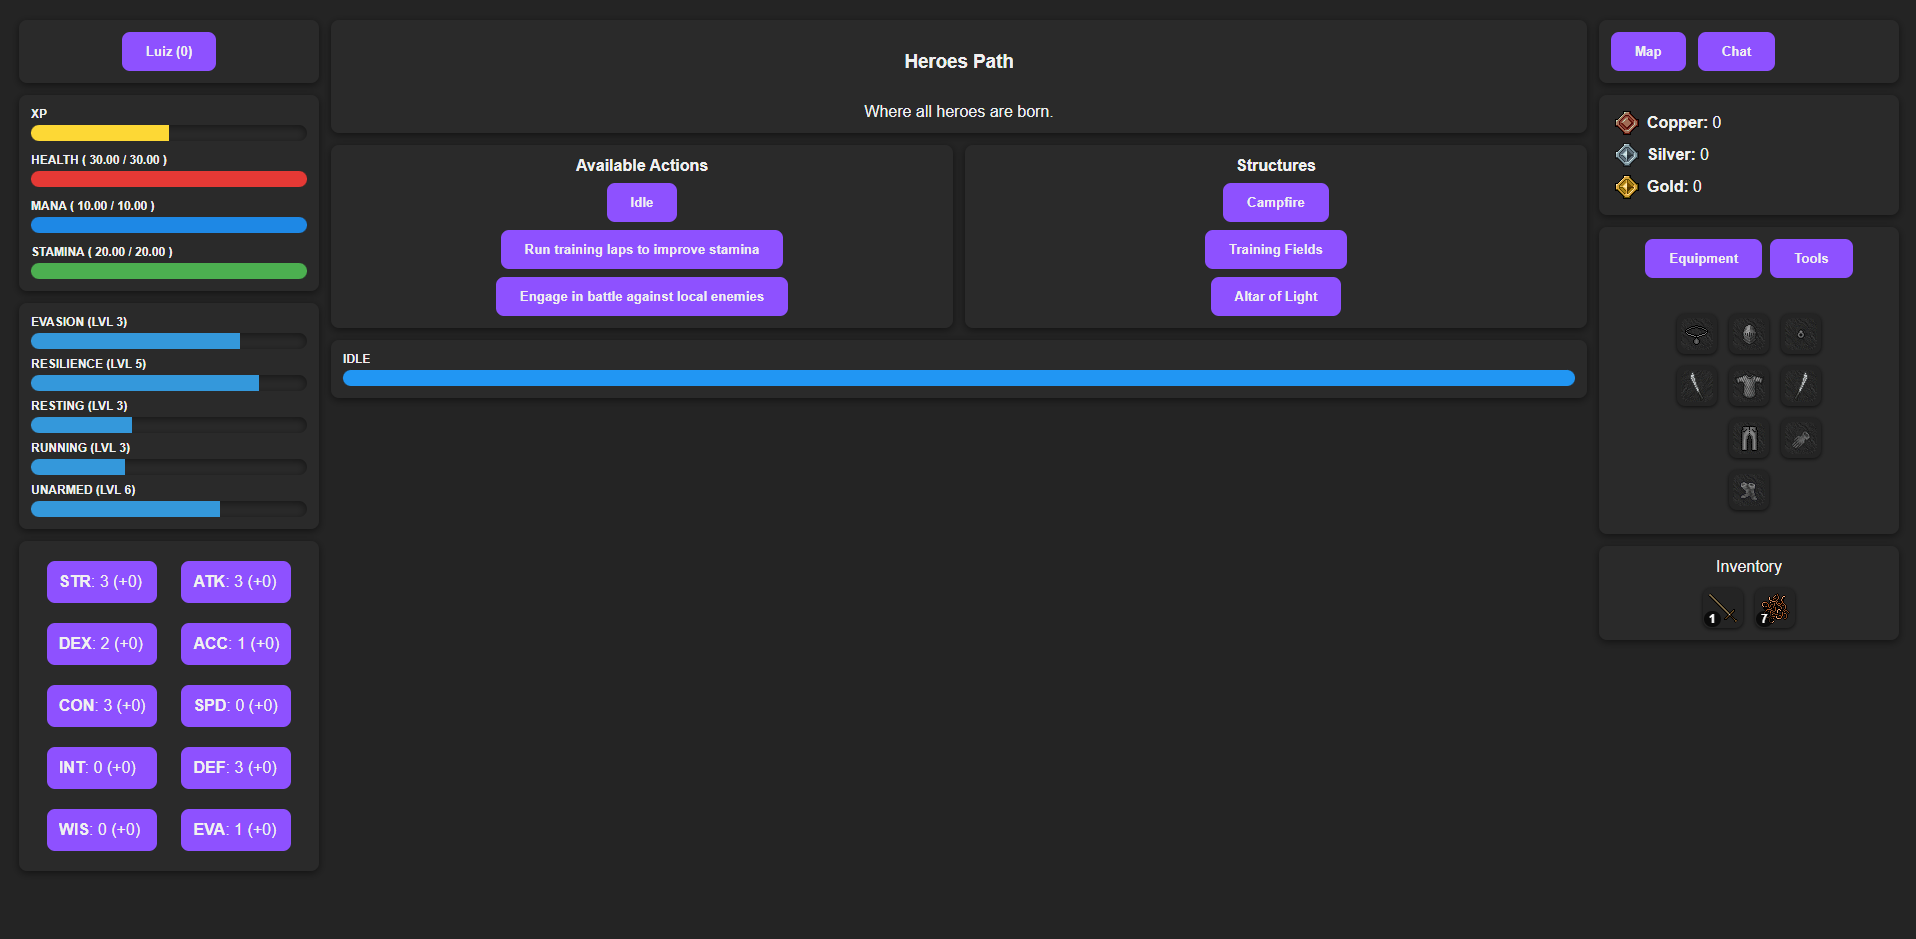 Luiz (0)
XP
HEALTH ( 30.00 / 30.00 )
MANA ( 10.00 / 10.00 )
STAMINA ( 20.00 / 20.00 )
EVASION (LVL 3)
RESILIENCE (LVL 5)
RESTING (LVL 3)
RUNNING (LVL 3)
UNARMED (LVL 6)
STR: 3 (+0) ATK: 3 (+0)
DEX: 2 (+0) ACC: 1 (+0)
CON: 3 (+0) SPD: 0 (+0)
INT: 0 (+0) DEF: 3 (+0)
WIS: 0 (+0) EVA: 1 (+0)
Heroes Path
Where all heroes are born.
Available Actions
Idle
Run training laps to improve stamina
Engage in battle against local enemies
Structures
Campfire
Training Fields
Altar of Light
IDLE
Map Chat
Copper: 0
Silver: 0
Gold: 0
Equipment Tools
Inventory
1 7